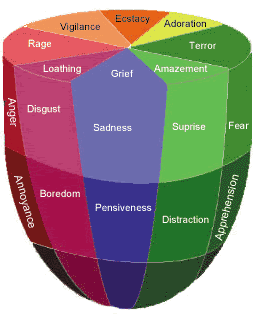 Ecstacy
Vigilance
Adoration
Rage
Terror
Loathing
Grief
Amazement
Anger
Disgust
Sadness
Suprise
Fear
Annoyance
Boredom
Pensiveness
Distraction
Apprehension